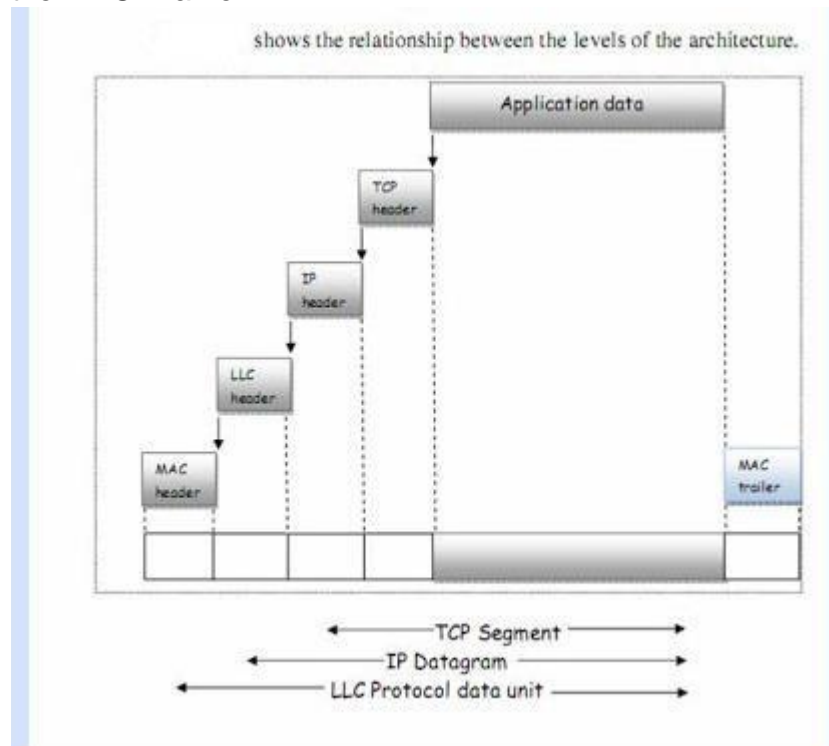 shows the relationship between the levels of the architecture.
Application data
TCP
header
IP
header
LLC
header
MAC
header
MAC
trailer
TCP Segment
IP Datagram
LLC Protocol data unit